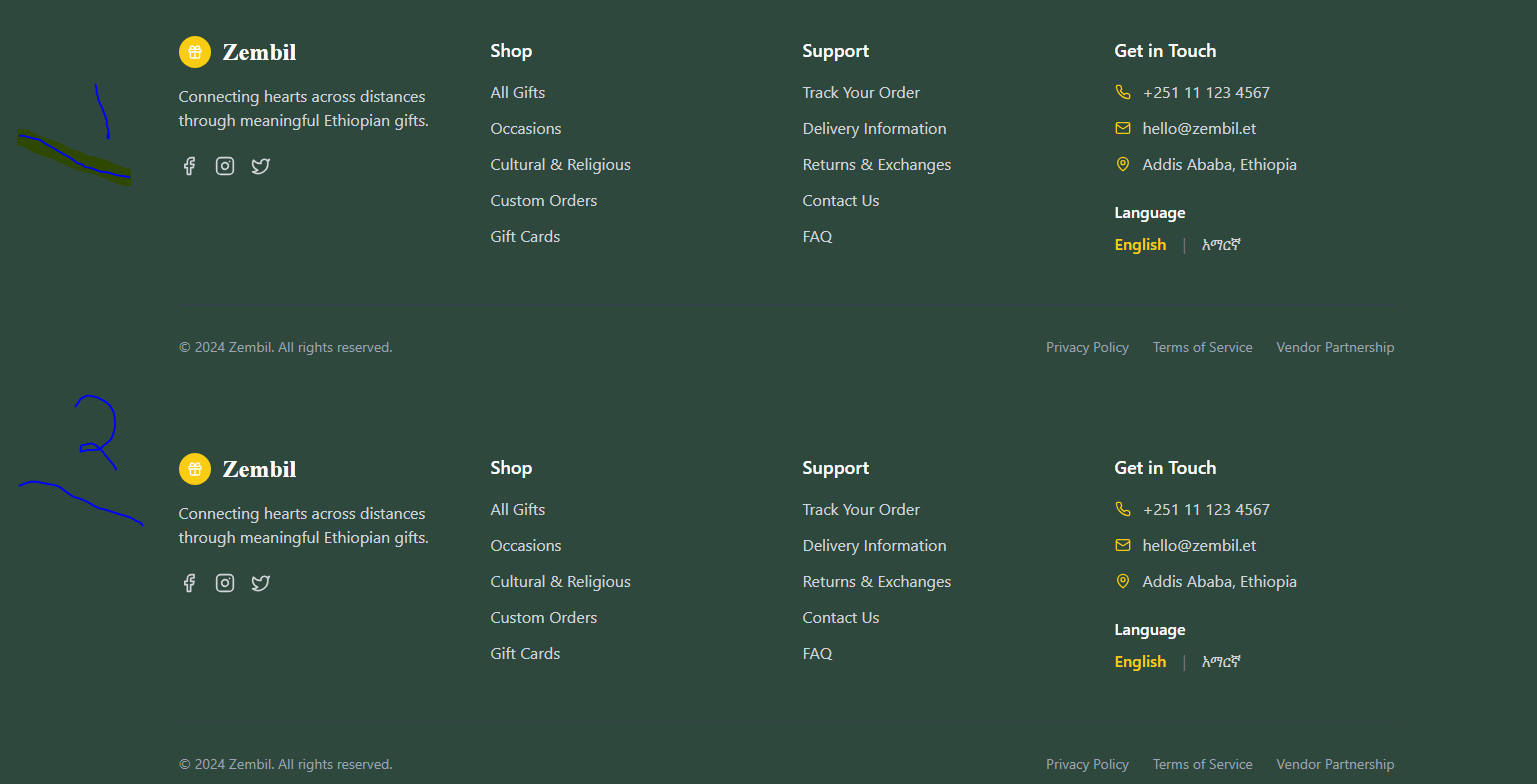 1
Zembil
Connecting hearts across distances
through meaningful Ethiopian gifts.
Shop
All Gifts
Occasions
Cultural & Religious
Custom Orders
Gift Cards
Support
Track Your Order
Delivery Information
Returns & Exchanges
Contact Us
FAQ
Get in Touch
+251 11 123 4567
hello@zembil.et
Addis Ababa, Ethiopia
Language
English | አማርኛ
© 2024 Zembil. All rights reserved.
Privacy Policy Terms of Service Vendor Partnership
2
Zembil
Connecting hearts across distances
through meaningful Ethiopian gifts.
Shop
All Gifts
Occasions
Cultural & Religious
Custom Orders
Gift Cards
Support
Track Your Order
Delivery Information
Returns & Exchanges
Contact Us
FAQ
Get in Touch
+251 11 123 4567
hello@zembil.et
Addis Ababa, Ethiopia
Language
English | አማርኛ
© 2024 Zembil. All rights reserved.
Privacy Policy Terms of Service Vendor Partnership